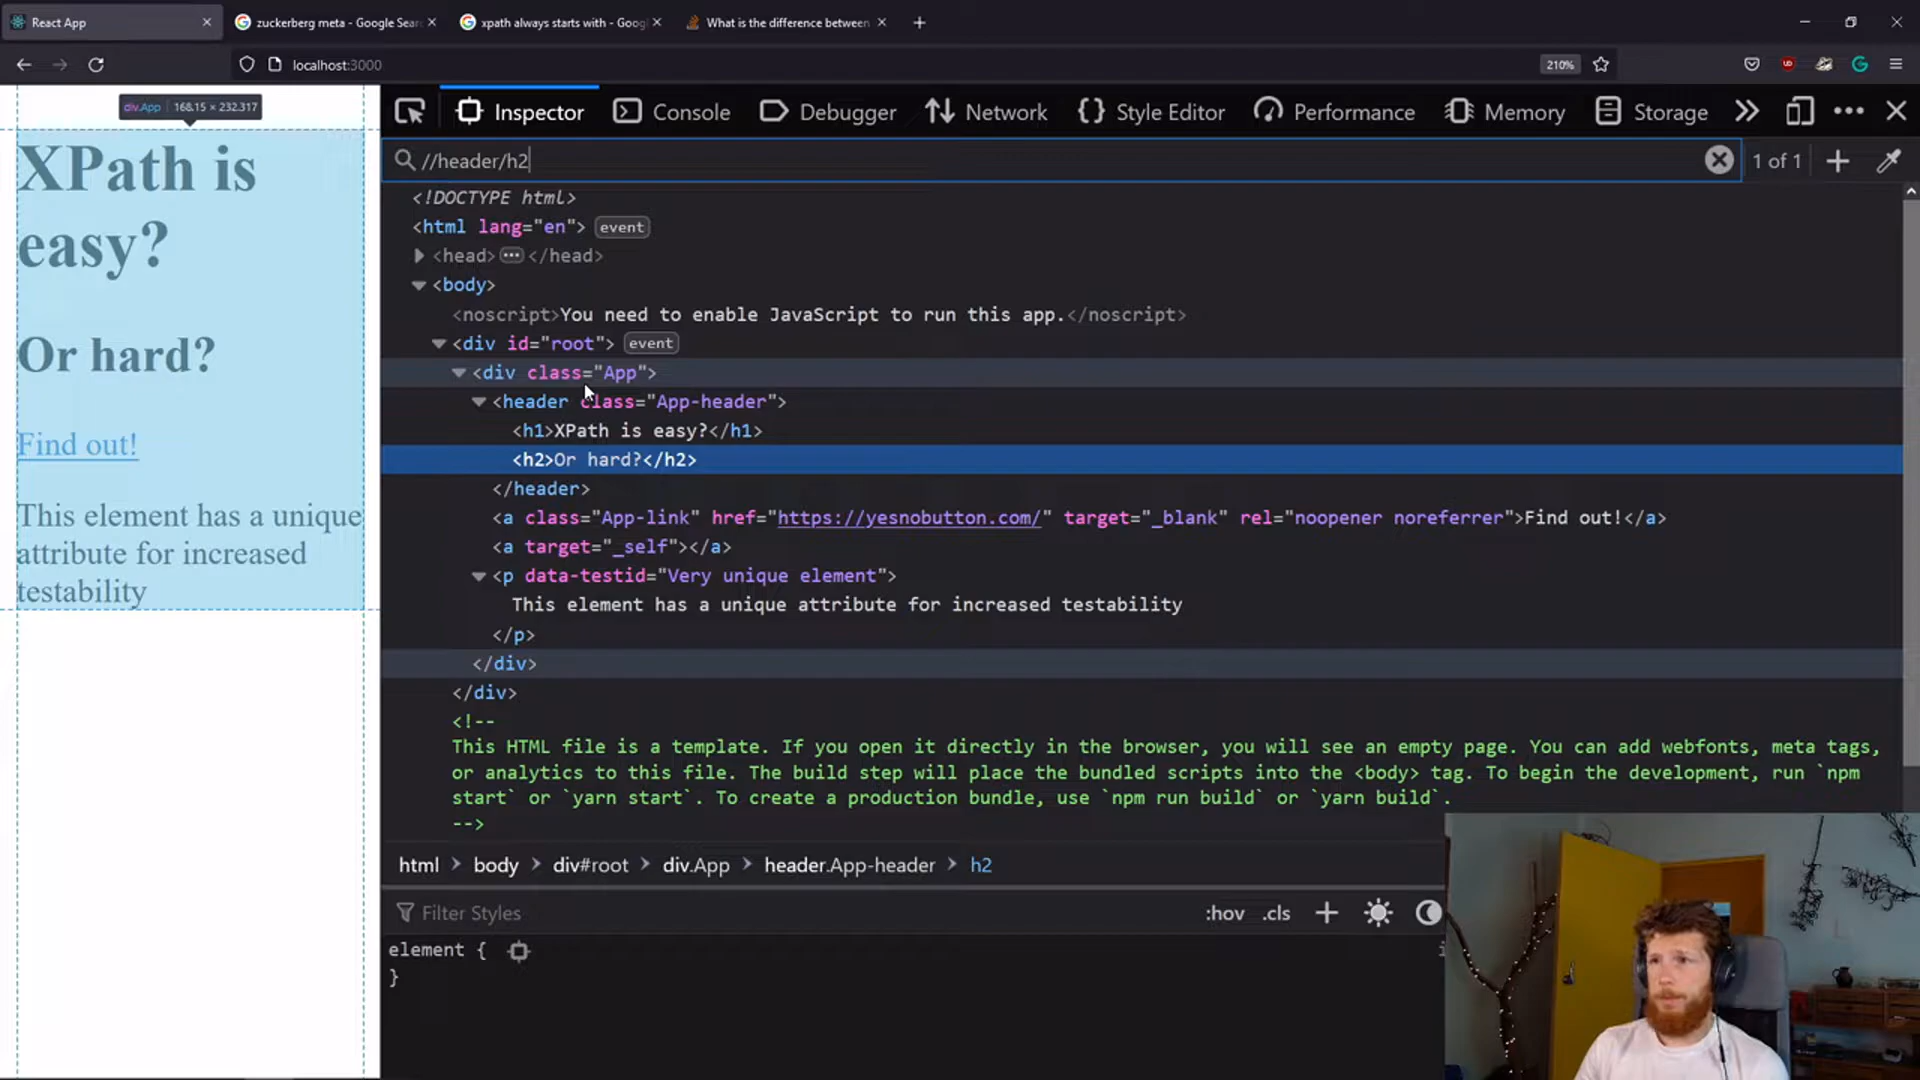 React App
zuckerberg meta - Google Sear
xpath always starts with - Goog
What is the difference between
localhost:3000
210%
div.App 168.15 × 232.317
XPath is
easy?
Or hard?
Find out!
This element has a unique
attribute for increased
testability
Inspector
Console
Debugger
Network
Style Editor
Performance
Memory
Storage
//header/h2
1 of 1
<!DOCTYPE html>
<html lang="en"> event
<head> ••• </head>
<body>
<noscript>You need to enable JavaScript to run this app.</noscript>
<div id="root"> event
<div class="App">
<header class="App-header">
<h1>XPath is easy?</h1>
<h2>Or hard?</h2>
</header>
<a class="App-link" href="https://yesnobutton.com/" target="_blank" rel="noopener noreferrer">Find out!</a>
<a target="_self"></a>
<p data-testid="Very unique element">
This element has a unique attribute for increased testability
</p>
</div>
</div>
<!--
This HTML file is a template. If you open it directly in the browser, you will see an empty page. You can add webfonts, meta tags,
or analytics to this file. The build step will place the bundled scripts into the <body> tag. To begin the development, run `npm
start` or `yarn start`. To create a production bundle, use `npm run build` or `yarn build`.
-->
html > body > div#root > div.App > header.App-header > h2
Filter Styles
:hov .cls
element {
}